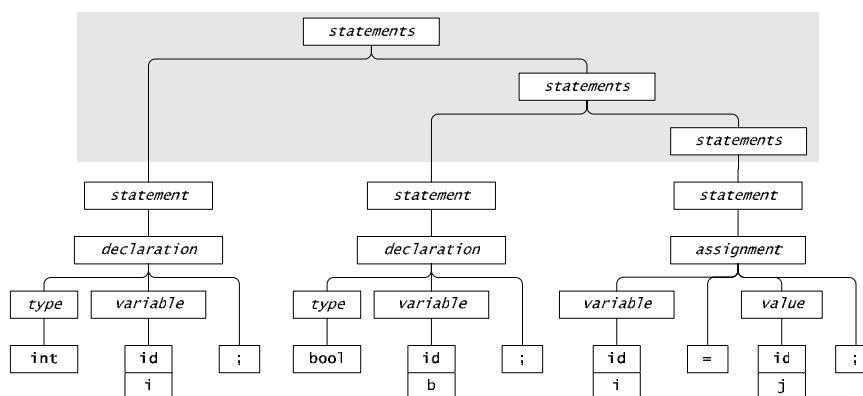 statements
statements
statements
statement statement statement
declaration declaration assignment
type variable type variable variable value
int id ; bool id ; id = id ;
i b i j